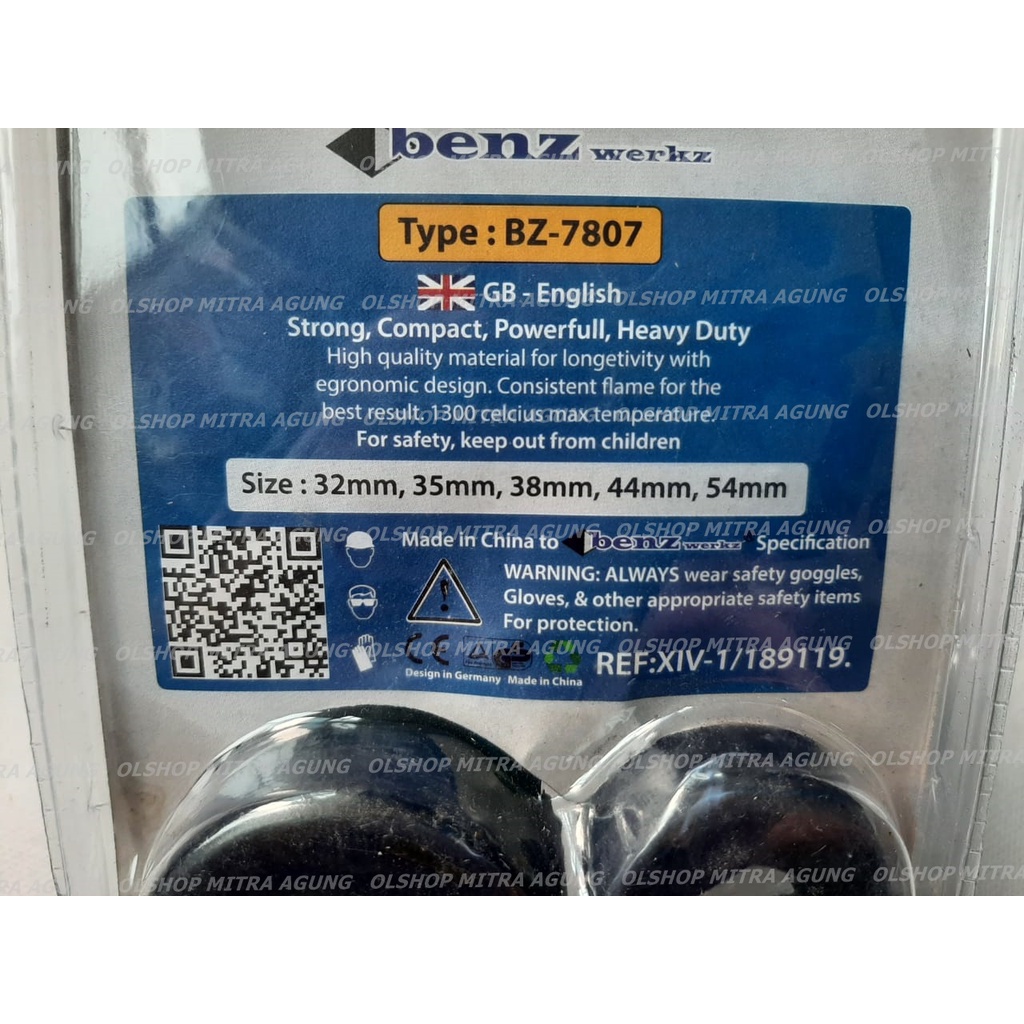 benz werkz
Type : BZ-7807
GB - English
Strong, Compact, Powerfull, Heavy Duty
High quality material for longetivity with
egronomic design. Consistent flame for the
best result, 1300 celcius max temperature.
For safety, keep out from children
Size : 32mm, 35mm, 38mm, 44mm, 54mm
Made in China to benz werkz Specification
WARNING: ALWAYS wear safety goggles,
Gloves, & other appropriate safety items
For protection.
CE
REF:XIV-1/189119.
Design in Germany Made in China
OLSHOP MITRA AGUNG